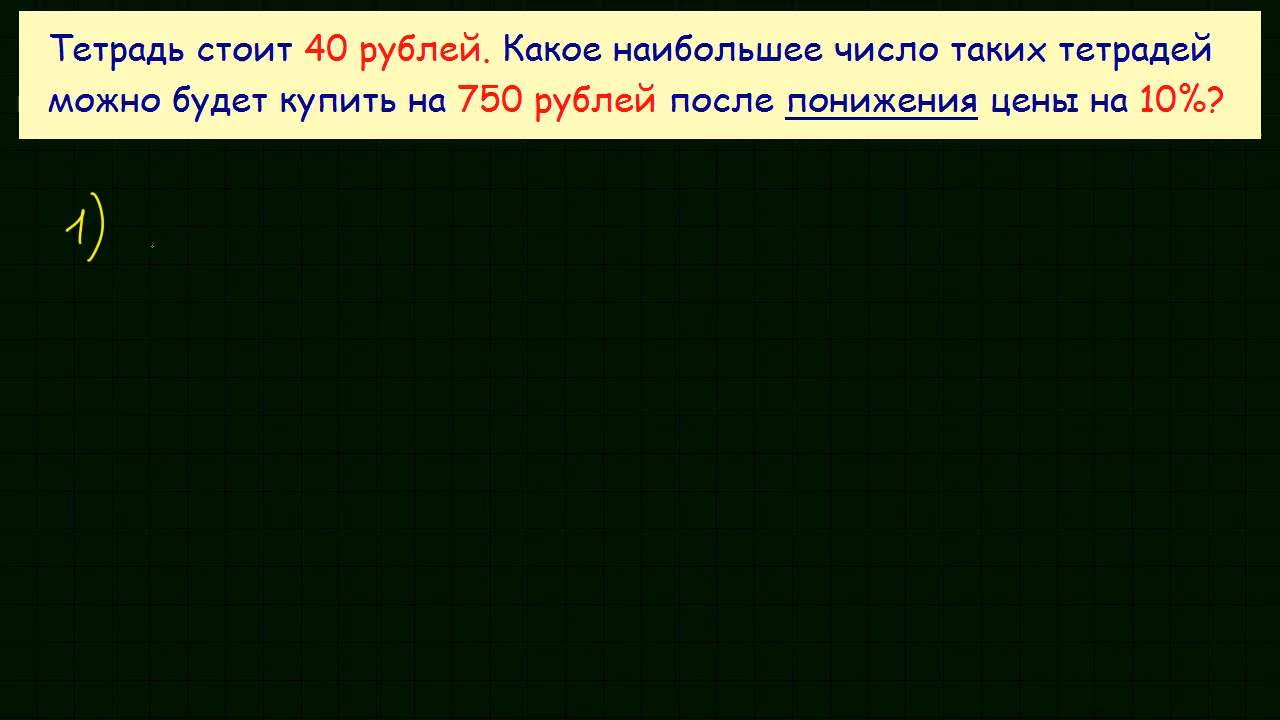 Тетрадь стоит 40 рублей. Какое наибольшее число таких тетрадей
можно будет купить на 750 рублей после понижения цены на 10%?
1)